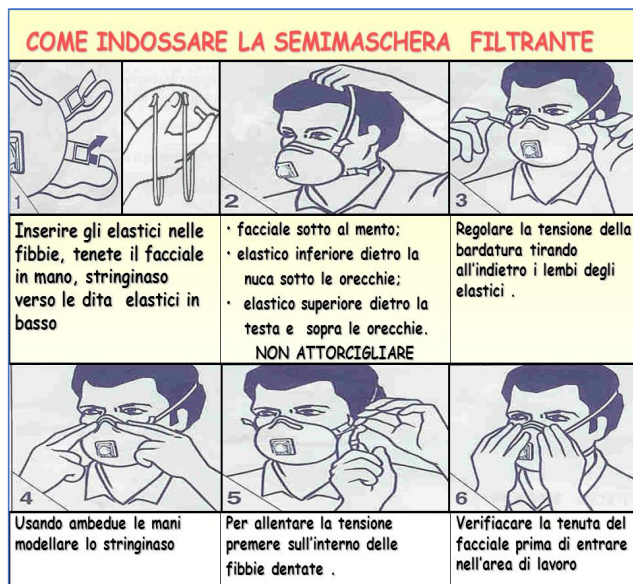 COME INDOSSARE LA SEMIMASCHERA FILTRANTE
1
Inserire gli elastici nelle
fibbie, tenete il facciale
in mano, stringinaso
verso le dita elastici in
basso
2
· facciale sotto al mento;
· elastico inferiore dietro la
nuca sotto le orecchie;
· elastico superiore dietro la
testa e sopra le orecchie.
NON ATTORCIGLIARE
3
Regolare la tensione della
bardatura tirando
all'indietro i lembi degli
elastici .
4
Usando ambedue le mani
modellare lo stringinaso
5
Per allentare la tensione
premere sull'interno delle
fibbie dentate .
6
Verifiacare la tenuta del
facciale prima di entrare
nell'area di lavoro